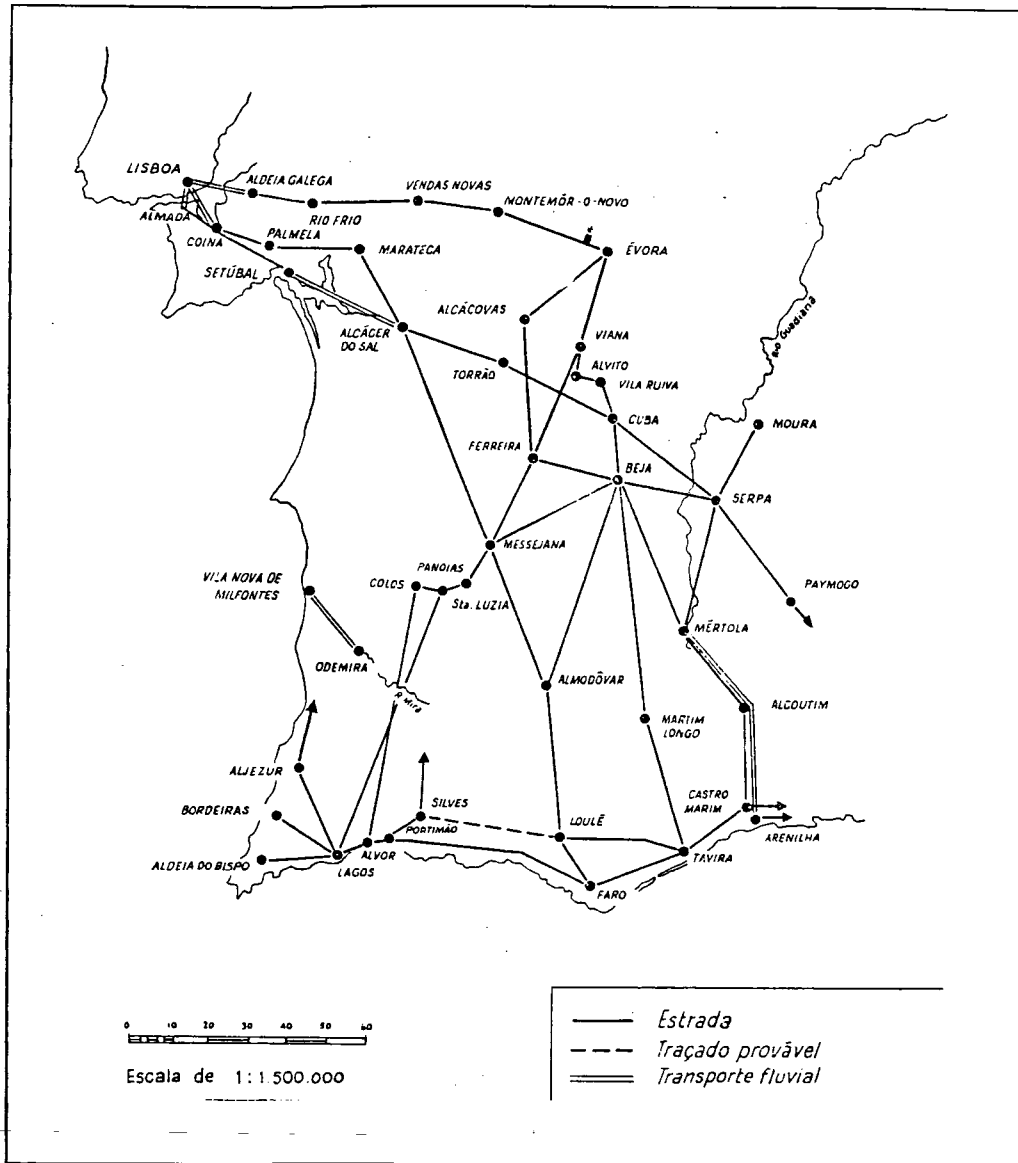 LISBOA
ALDEIA GALEGA
VENDAS NOVAS
MONTEMÓR-O-NOVO
ALMADA
RIO FRIO
COINA
PALMELA
MARATECA
ÉVORA
SETÚBAL
ALCÁÇOVAS
ALCÁCER
DO SAL
VIANA
ALVITO
TORRÃO
VILA RUIVA
Rio Guadiana
CUBA
MOURA
FERREIRA
BEJA
SERPA
MESSEJANA
PANOIAS
COLOS
Sta. LUZIA
VILA NOVA DE
MILFONTES
PAYMOGO
MÉRTOLA
ODEMIRA
R. Mira
ALMODÔVAR
ALCOUTIM
MARTIM
LONGO
ALJEZUR
BORDEIRAS
SILVES
PORTIMÃO
LOULÉ
CASTRO
MARIM
ARENILHA
ALDEIA DO BISPO
LAGOS
ALVOR
TAVIRA
FARO
0 10 20 30 40 50 60
Escala de 1:1.500.000
Estrada
Traçado provável
Transporte fluvial